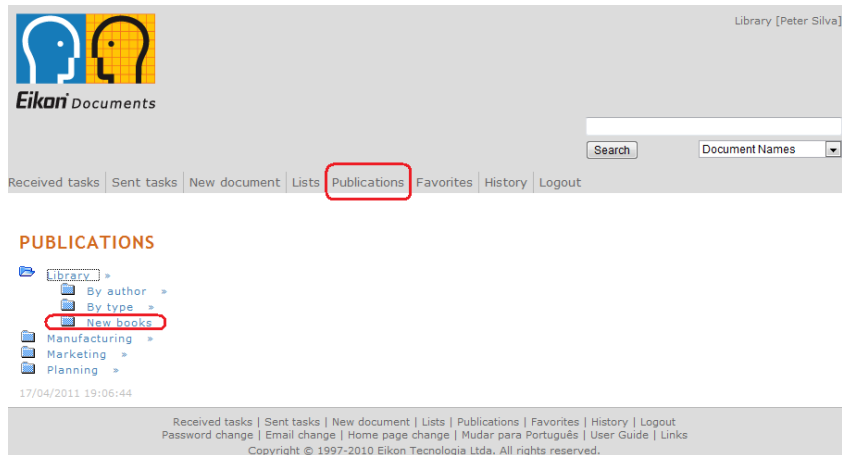 Library [Peter Silva]
Eikon Documents
Search Document Names
Received tasks | Sent tasks | New document | Lists | Publications | Favorites | History | Logout
PUBLICATIONS
Library »
By author »
By type »
New books
Manufacturing »
Marketing »
Planning »
17/04/2011 19:06:44
Received tasks | Sent tasks | New document | Lists | Publications | Favorites | History | Logout
Password change | Email change | Home page change | Mudar para Português | User Guide | Links
Copyright © 1997-2010 Eikon Tecnologia Ltda. All rights reserved.